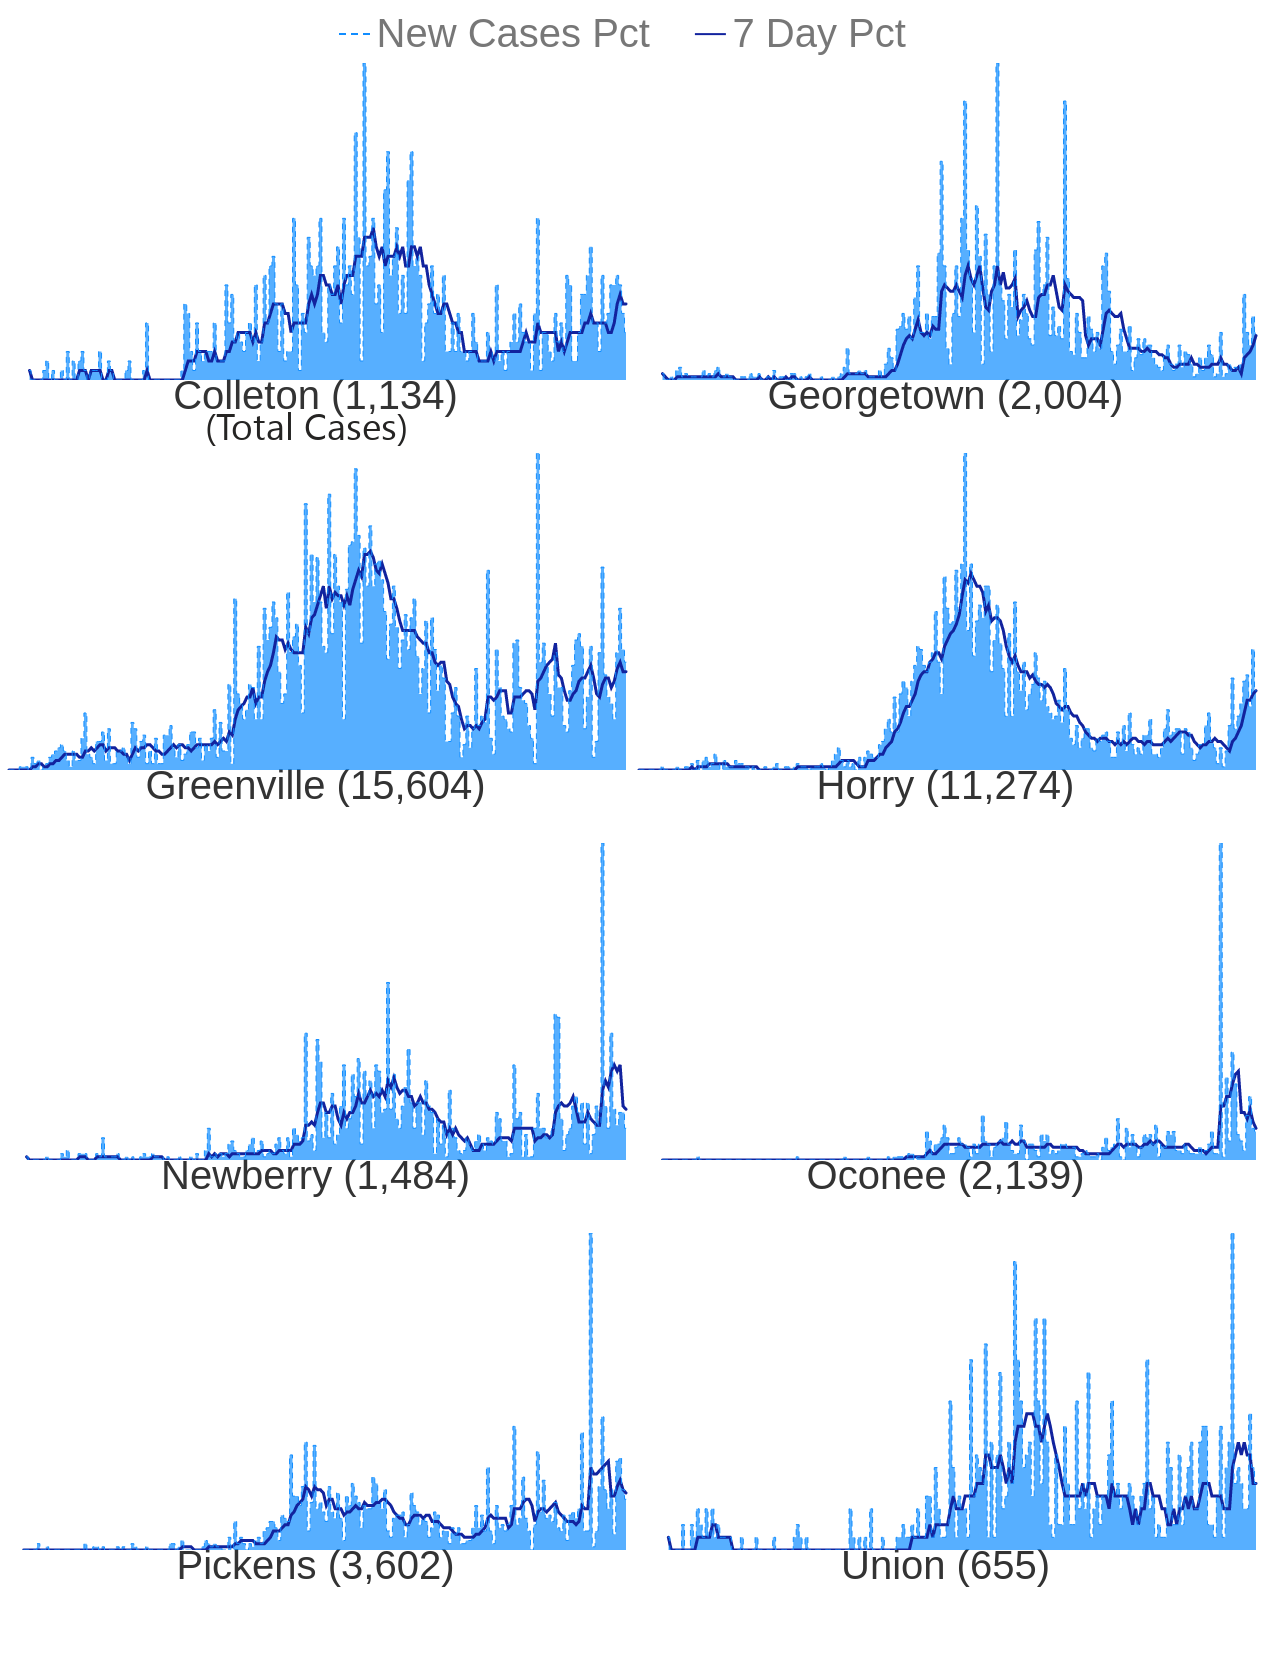 New Cases Pct 7 Day Pct
Colleton (1,134) Georgetown (2,004)
(Total Cases)
Greenville (15,604) Horry (11,274)
Newberry (1,484) Oconee (2,139)
Pickens (3,602) Union (655)